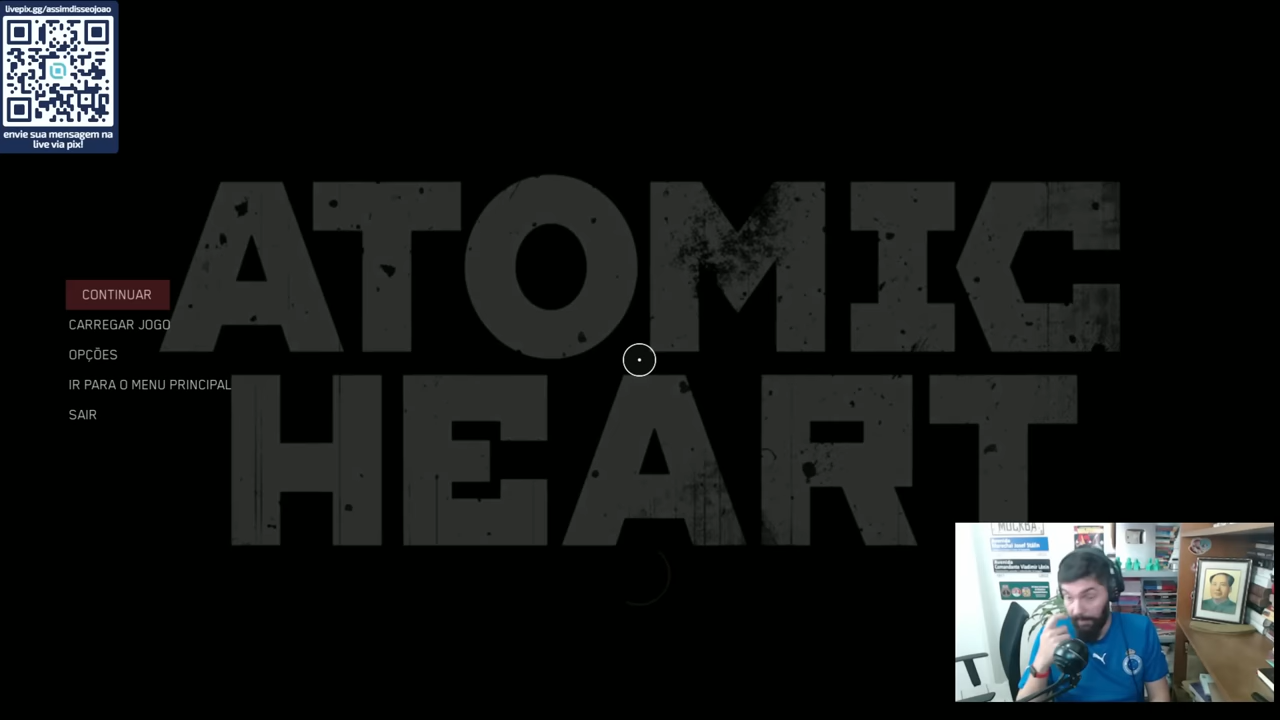 livepix.gg/assimdisseojoao
envie sua mensagem na
live via pix!
ATOMIC
HEART
CONTINUAR
CARREGAR JOGO
OPÇÕES
IR PARA O MENU PRINCIPAL
SAIR
МОСКВА